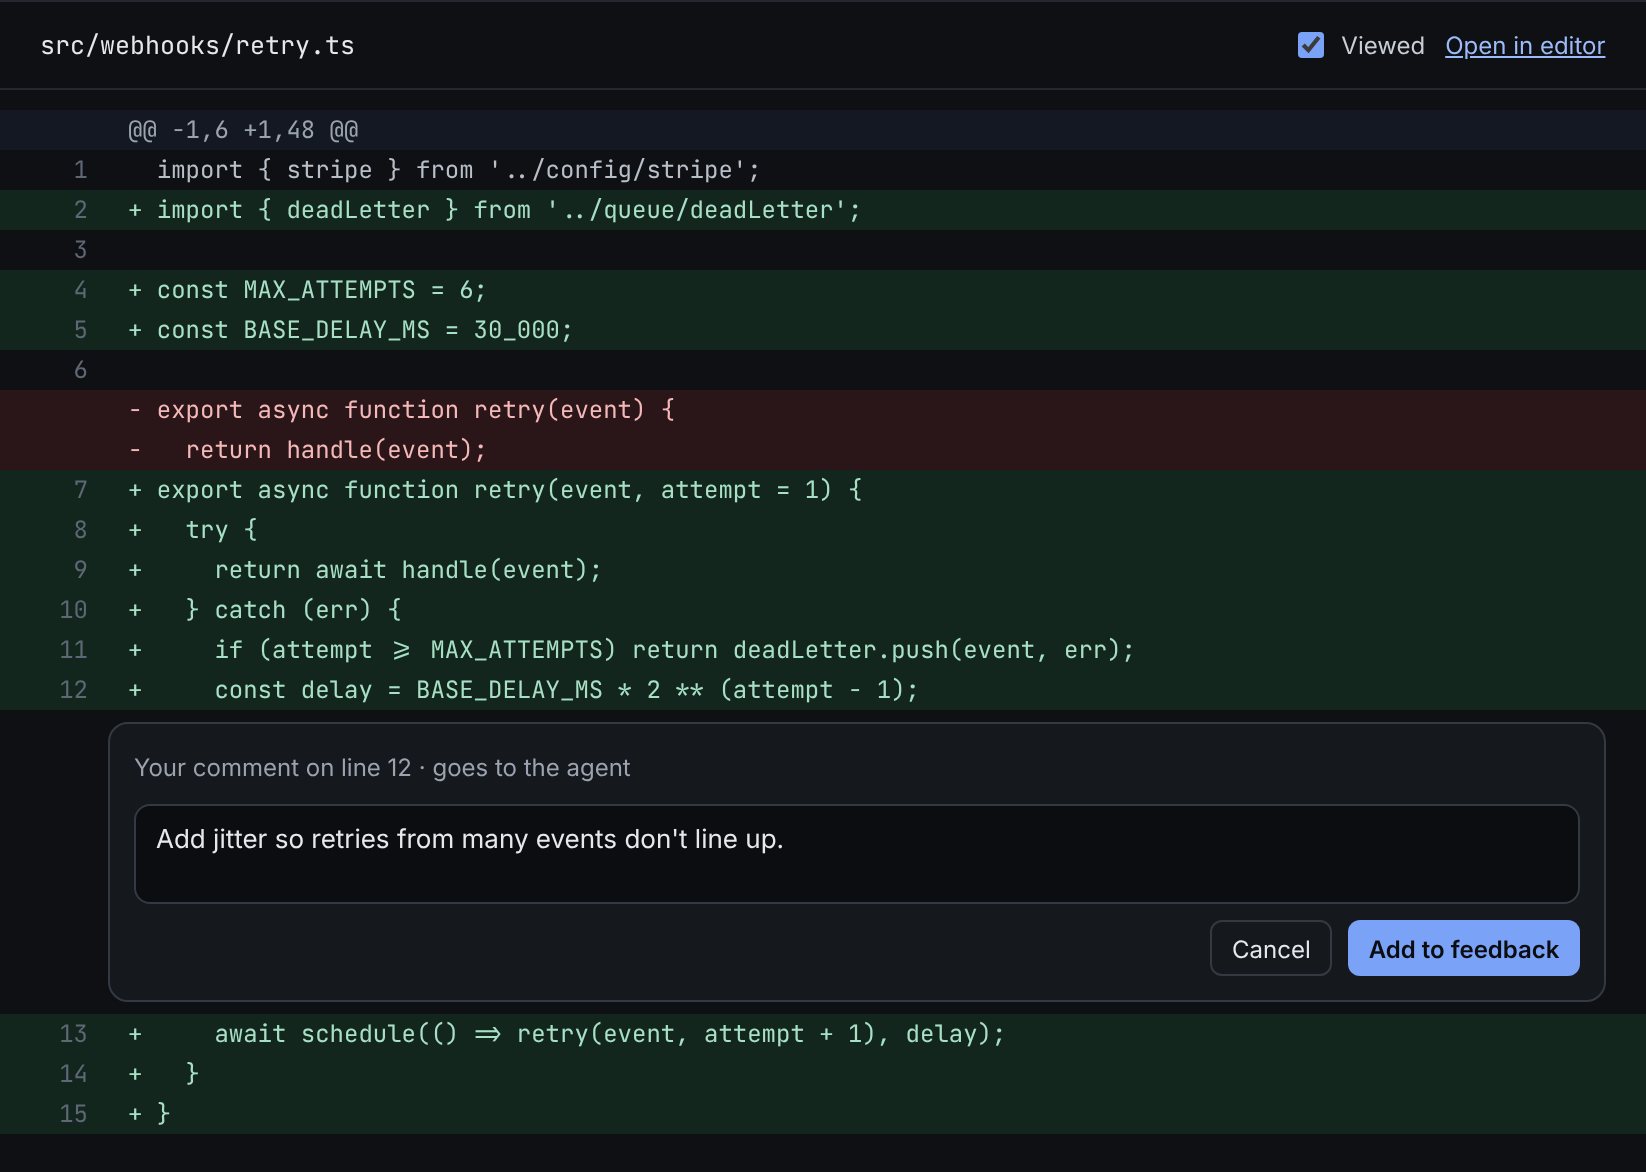 src/webhooks/retry.ts
Viewed
Open in editor
@@ -1,6 +1,48 @@
1 import { stripe } from '../config/stripe';
2 + import { deadLetter } from '../queue/deadLetter';
3
4 + const MAX_ATTEMPTS = 6;
5 + const BASE_DELAY_MS = 30_000;
6
- export async function retry(event) {
-   return handle(event);
7 + export async function retry(event, attempt = 1) {
8 +   try {
9 +     return await handle(event);
10 +   } catch (err) {
11 +     if (attempt >= MAX_ATTEMPTS) return deadLetter.push(event, err);
12 +     const delay = BASE_DELAY_MS * 2 ** (attempt - 1);
Your comment on line 12 · goes to the agent
Add jitter so retries from many events don't line up.
Cancel
Add to feedback
13 +     await schedule(() => retry(event, attempt + 1), delay);
14 +   }
15 + }